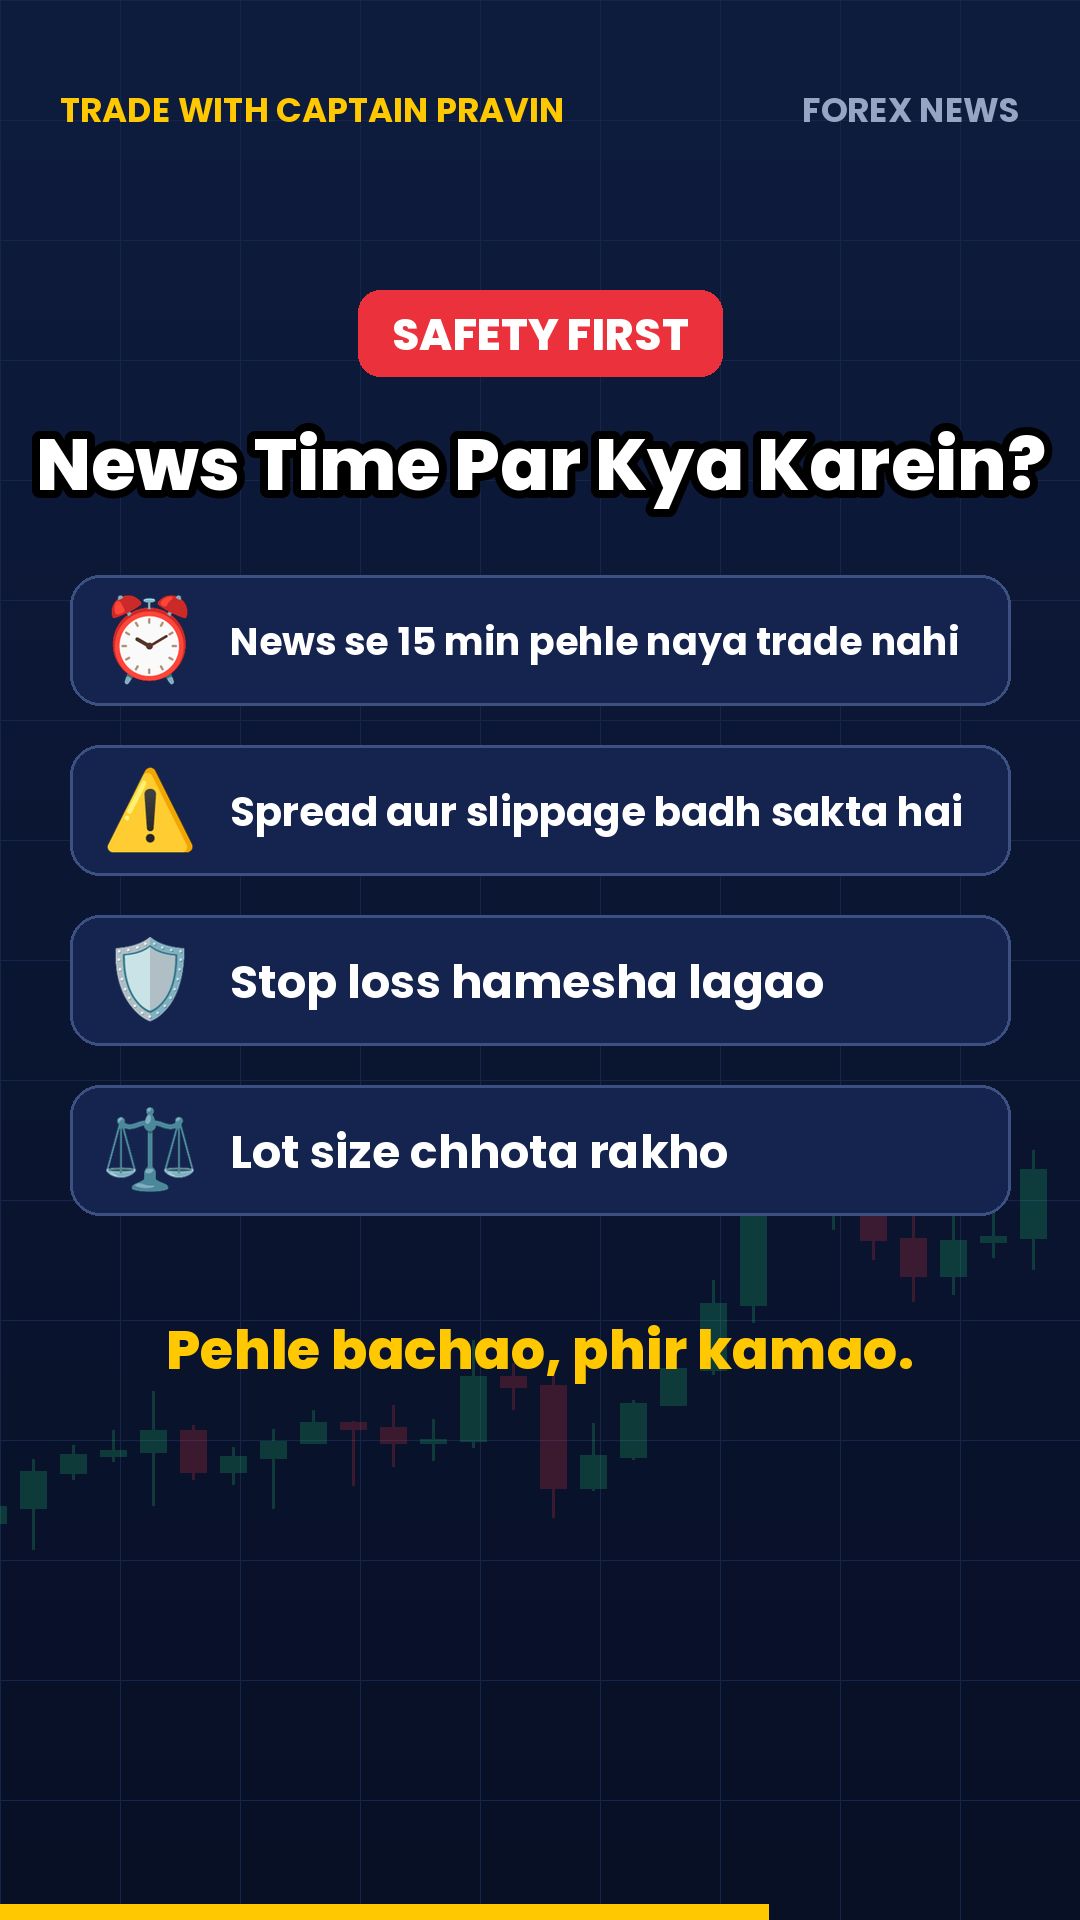 TRADE WITH CAPTAIN PRAVIN
FOREX NEWS
SAFETY FIRST
News Time Par Kya Karein?
News se 15 min pehle naya trade nahi
Spread aur slippage badh sakta hai
Stop loss hamesha lagao
Lot size chhota rakho
Pehle bachao, phir kamao.